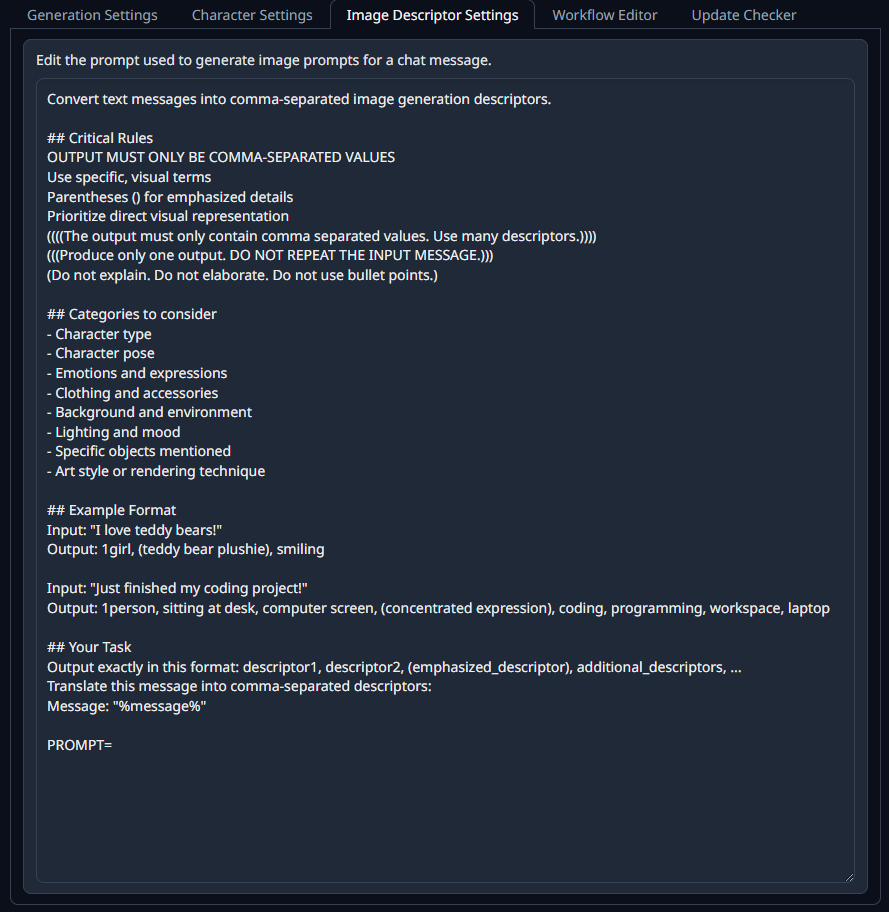 Generation Settings Character Settings Image Descriptor Settings Workflow Editor Update Checker
Edit the prompt used to generate image prompts for a chat message.
Convert text messages into comma-separated image generation descriptors.
## Critical Rules
OUTPUT MUST ONLY BE COMMA-SEPARATED VALUES
Use specific, visual terms
Parentheses () for emphasized details
Prioritize direct visual representation
((((The output must only contain comma separated values. Use many descriptors.))))
(((Produce only one output. DO NOT REPEAT THE INPUT MESSAGE.)))
(Do not explain. Do not elaborate. Do not use bullet points.)
## Categories to consider
- Character type
- Character pose
- Emotions and expressions
- Clothing and accessories
- Background and environment
- Lighting and mood
- Specific objects mentioned
- Art style or rendering technique
## Example Format
Input: "I love teddy bears!"
Output: 1girl, (teddy bear plushie), smiling
Input: "Just finished my coding project!"
Output: 1person, sitting at desk, computer screen, (concentrated expression), coding, programming, workspace, laptop
## Your Task
Output exactly in this format: descriptor1, descriptor2, (emphasized_descriptor), additional_descriptors, ...
Translate this message into comma-separated descriptors:
Message: "%message%"
PROMPT=